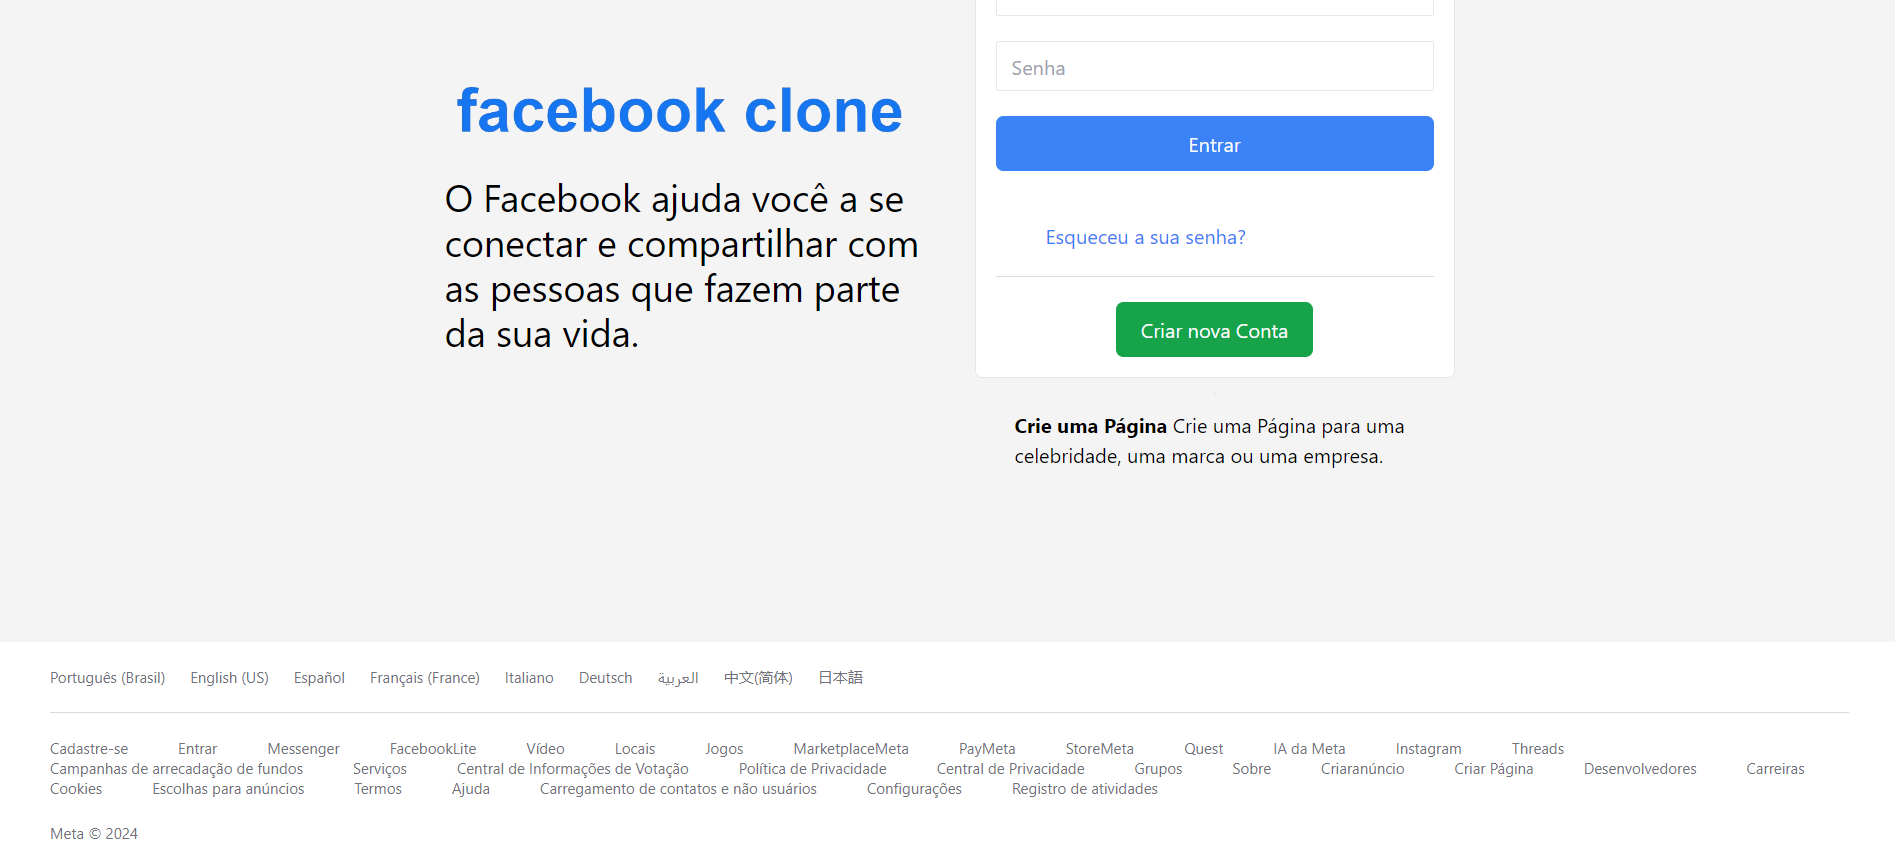 facebook clone
O Facebook ajuda você a se
conectar e compartilhar com
as pessoas que fazem parte
da sua vida.
Senha
Entrar
Esqueceu a sua senha?
Criar nova Conta
Crie uma Página Crie uma Página para uma
celebridade, uma marca ou uma empresa.
Português (Brasil) English (US) Español Français (France) Italiano Deutsch العربية 中文(简体) 日本語
Cadastre-se Entrar Messenger FacebookLite Vídeo Locais Jogos MarketplaceMeta PayMeta StoreMeta Quest IA da Meta Instagram Threads
Campanhas de arrecadação de fundos Serviços Central de Informações de Votação Política de Privacidade Central de Privacidade Grupos Sobre Criaranúncio Criar Página Desenvolvedores Carreiras
Cookies Escolhas para anúncios Termos Ajuda Carregamento de contatos e não usuários Configurações Registro de atividades
Meta © 2024